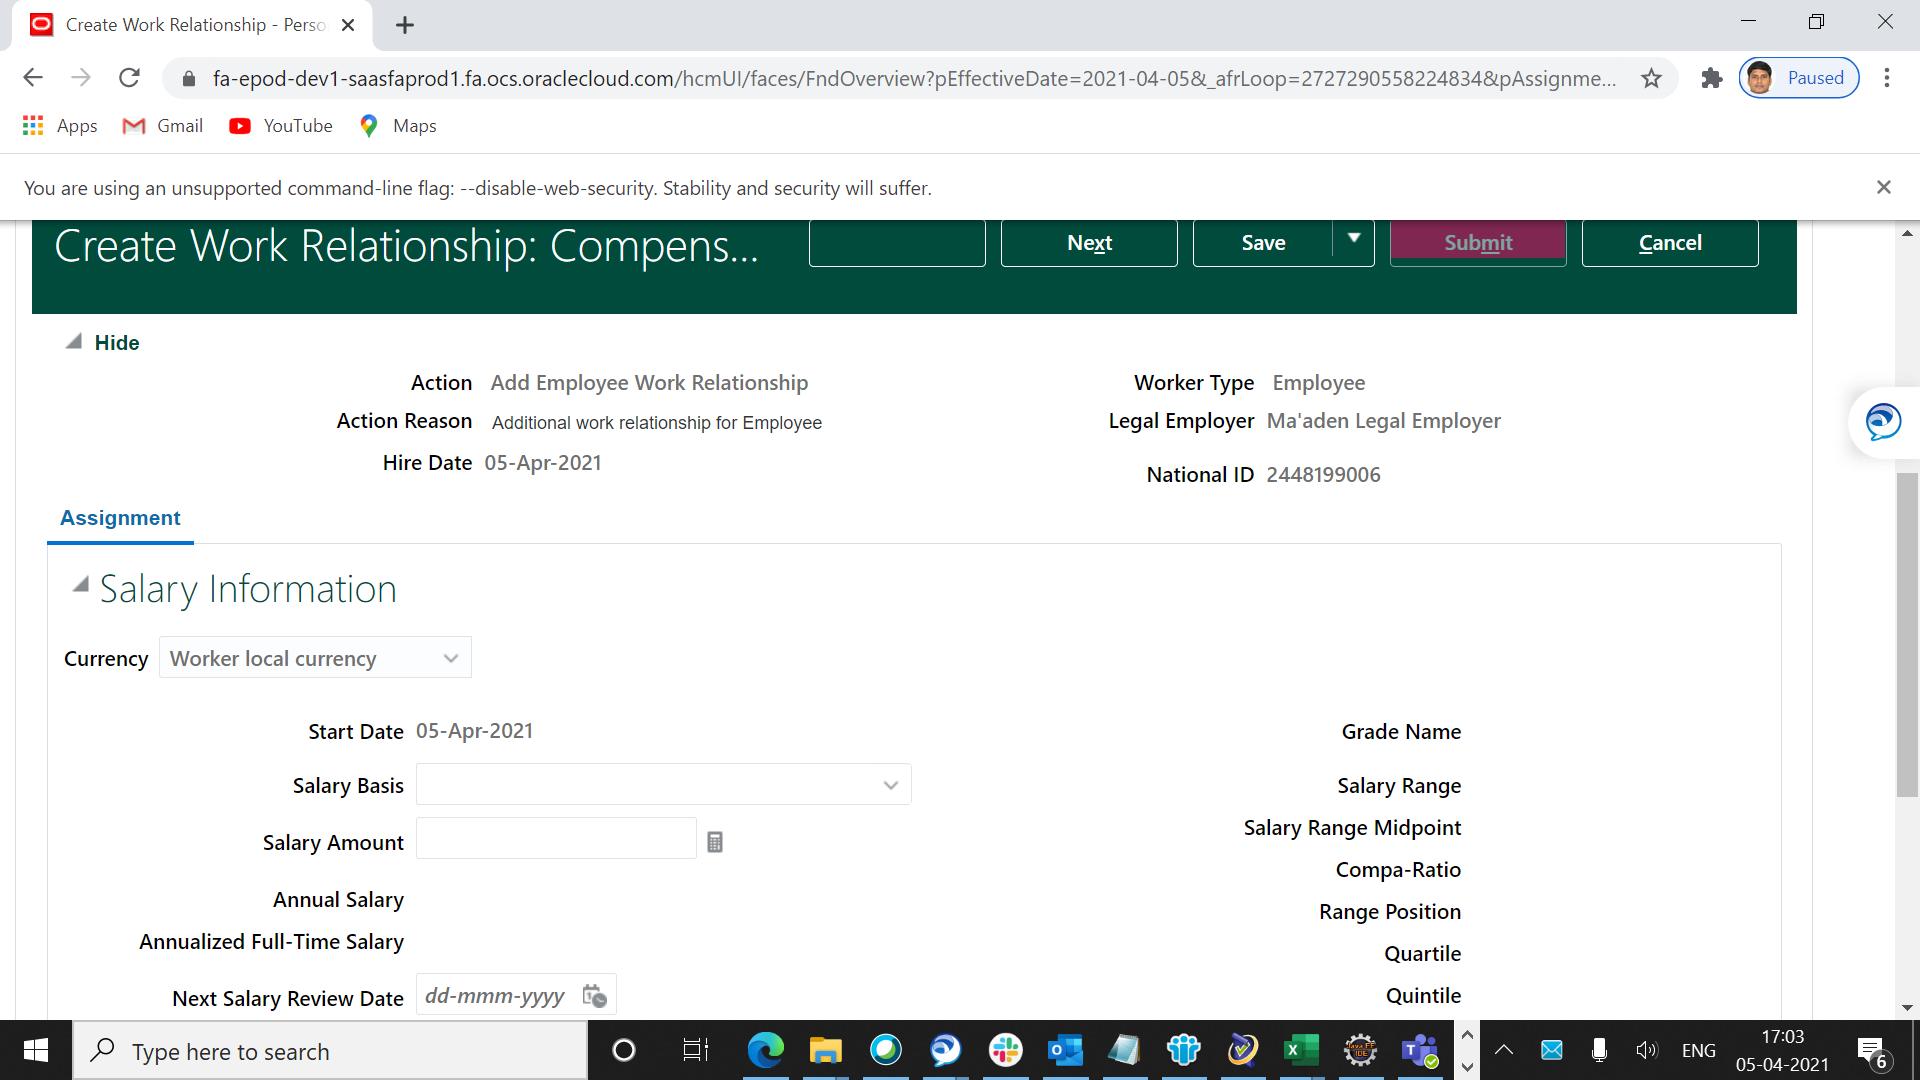 Create Work Relationship - Perso
fa-epod-dev1-saasfaprod1.fa.ocs.oraclecloud.com/hcmUI/faces/FndOverview?pEffectiveDate=2021-04-05&_afrLoop=2727290558224834&pAssignme...
Paused
Apps
Gmail
YouTube
Maps
You are using an unsupported command-line flag: --disable-web-security. Stability and security will suffer.
Create Work Relationship: Compens...
Next
Save
Submit
Cancel
Hide
Action Add Employee Work Relationship
Worker Type Employee
Action Reason Additional work relationship for Employee
Legal Employer Ma'aden Legal Employer
Hire Date 05-Apr-2021
National ID 2448199006
Assignment
Salary Information
Currency Worker local currency
Start Date 05-Apr-2021
Grade Name
Salary Basis
Salary Range
Salary Amount
Salary Range Midpoint
Compa-Ratio
Annual Salary
Range Position
Annualized Full-Time Salary
Quartile
Next Salary Review Date dd-mmm-yyyy
Quintile
Type here to search
ENG
17:03
05-04-2021
6